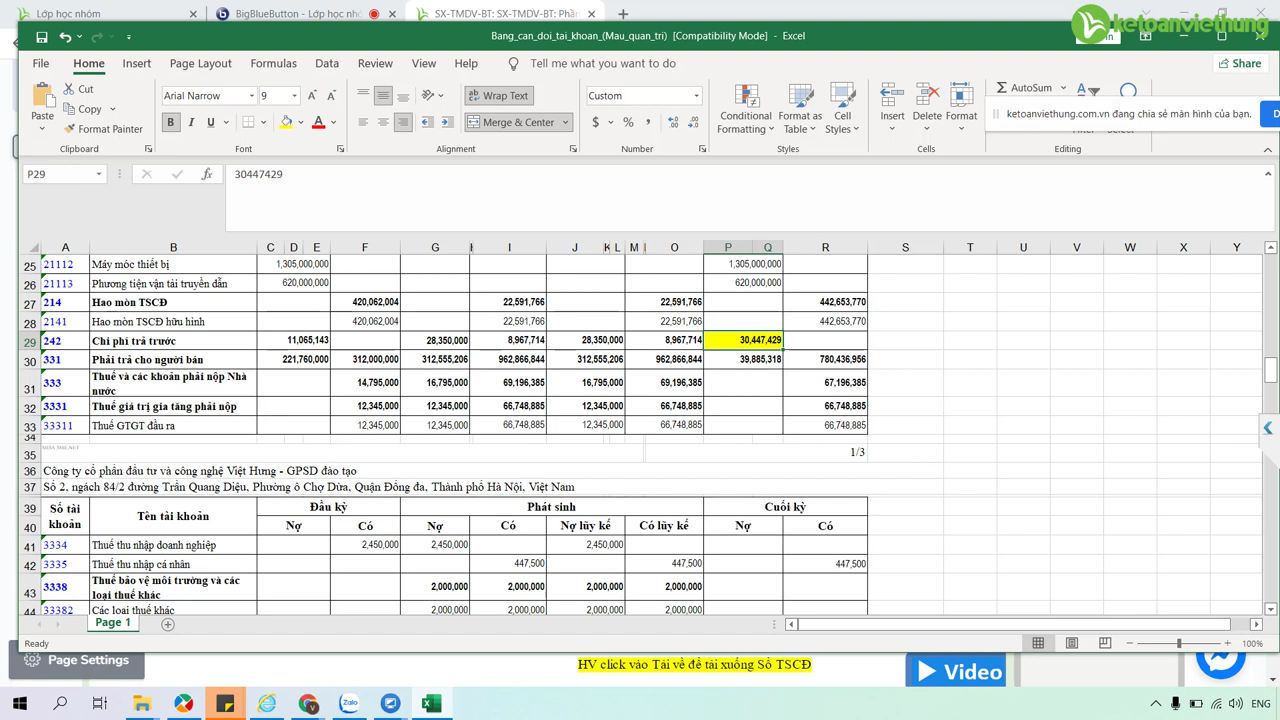 Lớp học nhóm
BigBlueButton - Lớp học nhó
SX-TMDV-BT: SX-TMDV-BT: Phầ
ketoanviethung
Bang_can_doi_tai_khoan_(Mau_quan_tri) [Compatibility Mode] - Excel
File Home Insert Page Layout Formulas Data Review View Help Tell me what you want to do Share
Paste
Cut
Copy
Format Painter
Clipboard
Arial Narrow 9
B I U
Font
Wrap Text
Merge & Center
Alignment
Custom
$ %
Number
Conditional Formatting
Format as Table
Cell Styles
Styles
Insert Delete Format
Cells
AutoSum
Editing
ketoanviethung.com.vn đang chia sẻ màn hình của bạn.
P29 fx 30447429
A B C D E F G I J K L M O P Q R S T U V W X Y
25 21112 Máy móc thiết bị 1,305,000,000 1,305,000,000
26 21113 Phương tiện vận tải truyền dẫn 620,000,000 620,000,000
27 214 Hao mòn TSCĐ 420,062,004 22,591,766 22,591,766 442,653,770
28 2141 Hao mòn TSCĐ hữu hình 420,062,004 22,591,766 22,591,766 442,653,770
29 242 Chi phí trả trước 11,065,143 28,350,000 8,967,714 28,350,000 8,967,714 30,447,429
30 331 Phải trả cho người bán 221,760,000 312,000,000 312,555,206 962,866,844 312,555,206 962,866,844 39,885,318 780,436,956
31 333 Thuế và các khoản phải nộp Nhà nước 14,795,000 16,795,000 69,196,385 16,795,000 69,196,385 67,196,385
32 3331 Thuế giá trị gia tăng phải nộp 12,345,000 12,345,000 66,748,885 12,345,000 66,748,885 66,748,885
33 33311 Thuế GTGT đầu ra 12,345,000 12,345,000 66,748,885 12,345,000 66,748,885 66,748,885
34
35 1/3
36 Công ty cổ phần đầu tư và công nghệ Việt Hưng - GPSD đào tạo
37 Số 2, ngách 84/2 đường Trần Quang Diệu, Phường ô Chợ Dừa, Quận Đống đa, Thành phố Hà Nội, Việt Nam
39 Số tài khoản Tên tài khoản Đầu kỳ Phát sinh Cuối kỳ
40 Nợ Có Nợ Có Nợ lũy kế Có lũy kế Nợ Có
41 3334 Thuế thu nhập doanh nghiệp 2,450,000 2,450,000 2,450,000
42 3335 Thuế thu nhập cá nhân 447,500 447,500 447,500
43 3338 Thuế bảo vệ môi trường và các loại thuế khác 2,000,000 2,000,000 2,000,000 2,000,000
44 33382 Các loại thuế khác 2,000,000 2,000,000 2,000,000 2,000,000
Page 1
Ready
100%
Page Settings
HV click vào Tải về để tải xuống Sổ TSCĐ
Video
Zalo
ENG